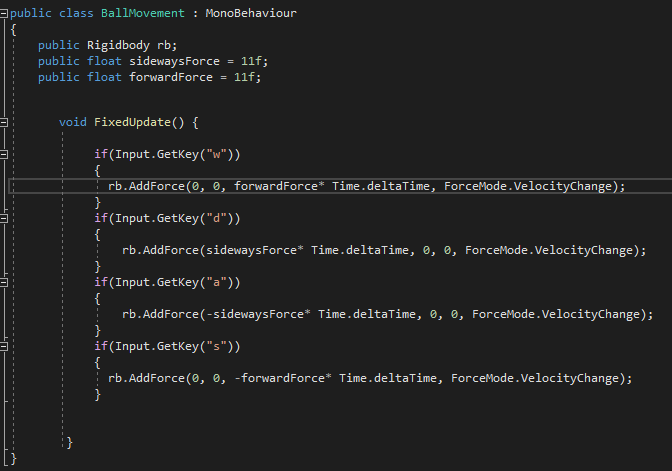 public class BallMovement : MonoBehaviour
{
public Rigidbody rb;
public float sidewaysForce = 11f;
public float forwardForce = 11f;
void FixedUpdate() {
if(Input.GetKey("w"))
{
rb.AddForce(0, 0, forwardForce* Time.deltaTime, ForceMode.VelocityChange);
}
if(Input.GetKey("d"))
{
rb.AddForce(sidewaysForce* Time.deltaTime, 0, 0, ForceMode.VelocityChange);
}
if(Input.GetKey("a"))
{
rb.AddForce(-sidewaysForce* Time.deltaTime, 0, 0, ForceMode.VelocityChange);
}
if(Input.GetKey("s"))
{
rb.AddForce(0, 0, -forwardForce* Time.deltaTime, ForceMode.VelocityChange);
}
}
}